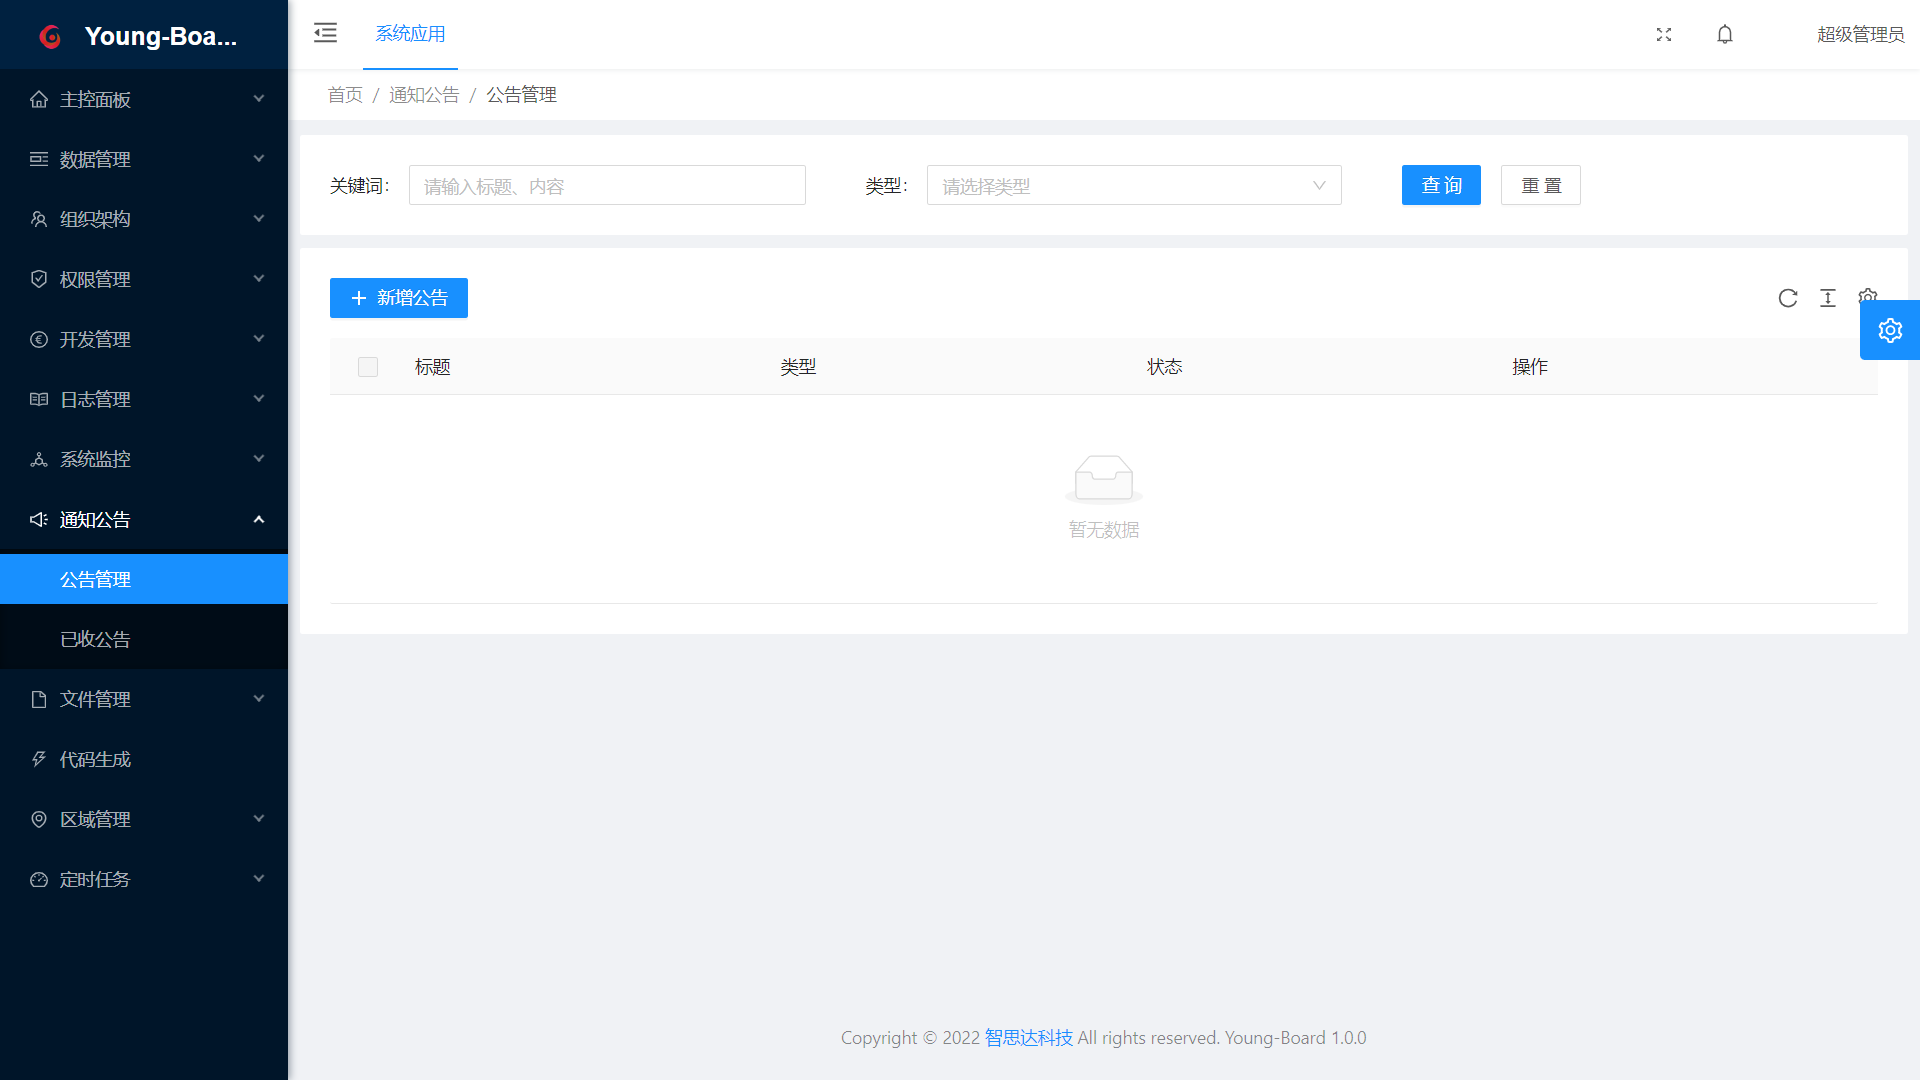 Young-Boa...
系统应用
超级管理员
首页 / 通知公告 / 公告管理
主控面板
数据管理
组织架构
权限管理
开发管理
日志管理
系统监控
通知公告
公告管理
已收公告
文件管理
代码生成
区域管理
定时任务
关键词: 请输入标题、内容
类型: 请选择类型
查 询
重 置
新增公告
标题 类型 状态 操作
暂无数据
Copyright © 2022 智思达科技 All rights reserved. Young-Board 1.0.0